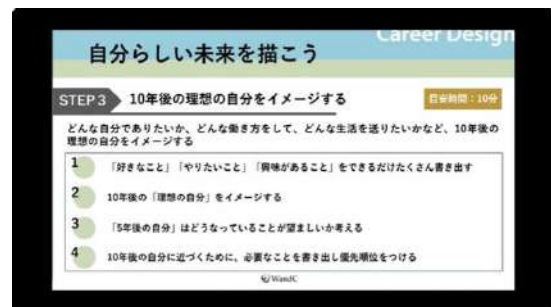 Career Design
自分らしい未来を描こう
STEP 3 10年後の理想の自分をイメージする 目安時間：10分
どんな自分でありたいか、どんな働き方をして、どんな生活を送りたいかなど、10年後の
理想の自分をイメージする
1 「好きなこと」「やりたいこと」「興味があること」をできるだけたくさん書き出す
2 10年後の「理想の自分」をイメージする
3 「5年後の自分」はどうなっていることが望ましいか考える
4 10年後の自分に近づくために、必要なことを書き出し優先順位をつける
WandC